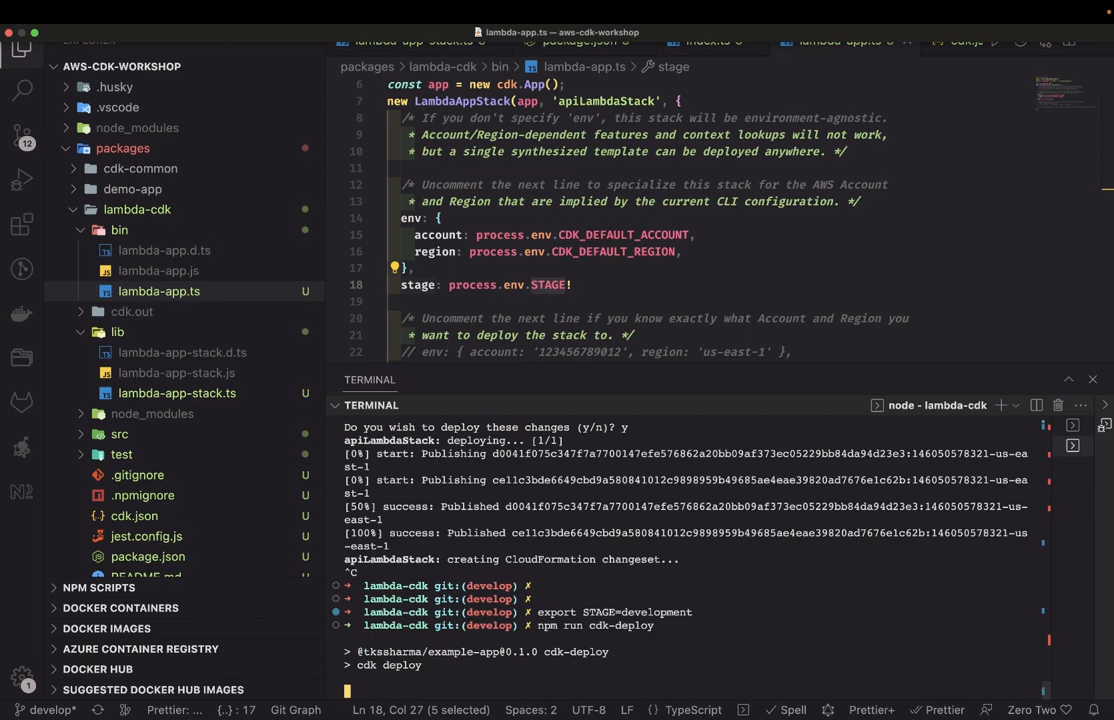 lambda-app.ts — aws-cdk-workshop
AWS-CDK-WORKSHOP
.husky
.vscode
node_modules
packages
cdk-common
demo-app
lambda-cdk
bin
lambda-app.d.ts
lambda-app.js
lambda-app.ts U
cdk.out
lib
lambda-app-stack.d.ts
lambda-app-stack.js
lambda-app-stack.ts U
node_modules
src
test
.gitignore U
.npmignore U
cdk.json U
jest.config.js U
package.json U
README.md
NPM SCRIPTS
DOCKER CONTAINERS
DOCKER IMAGES
AZURE CONTAINER REGISTRY
DOCKER HUB
SUGGESTED DOCKER HUB IMAGES
12
1
packages > lambda-cdk > bin > lambda-app.ts > stage
6 const app = new cdk.App();
7 new LambdaAppStack(app, 'apiLambdaStack', {
8 /* If you don't specify 'env', this stack will be environment-agnostic.
9 * Account/Region-dependent features and context lookups will not work,
10 * but a single synthesized template can be deployed anywhere. */
11
12 /* Uncomment the next line to specialize this stack for the AWS Account
13 * and Region that are implied by the current CLI configuration. */
14 env: {
15 account: process.env.CDK_DEFAULT_ACCOUNT,
16 region: process.env.CDK_DEFAULT_REGION,
17 },
18 stage: process.env.STAGE!
19
20 /* Uncomment the next line if you know exactly what Account and Region you
21 * want to deploy the stack to. */
22 // env: { account: '123456789012', region: 'us-east-1' },
TERMINAL
TERMINAL
node - lambda-cdk
Do you wish to deploy these changes (y/n)? y
apiLambdaStack: deploying... [1/1]
[0%] start: Publishing d0041f075c347f7a7700147efe576862a20bb09af373ec05229bb84da94d23e3:146050578321-us-ea
st-1
[0%] start: Publishing ce11c3bde6649cbd9a580841012c9898959b49685ae4eae39820ad7676e1c62b:146050578321-us-ea
st-1
[50%] success: Published d0041f075c347f7a7700147efe576862a20bb09af373ec05229bb84da94d23e3:146050578321-us-
east-1
[100%] success: Published ce11c3bde6649cbd9a580841012c9898959b49685ae4eae39820ad7676e1c62b:146050578321-us
-east-1
apiLambdaStack: creating CloudFormation changeset...
^C
➜ lambda-cdk git:(develop) ✗
➜ lambda-cdk git:(develop) ✗
➜ lambda-cdk git:(develop) ✗ export STAGE=development
➜ lambda-cdk git:(develop) ✗ npm run cdk-deploy
> @tkssharma/example-app@0.1.0 cdk-deploy
> cdk deploy
develop* Prettier: ... {..} : 17 Git Graph Ln 18, Col 27 (5 selected) Spaces: 2 UTF-8 LF {} TypeScript Spell Prettier+ Prettier Zero Two